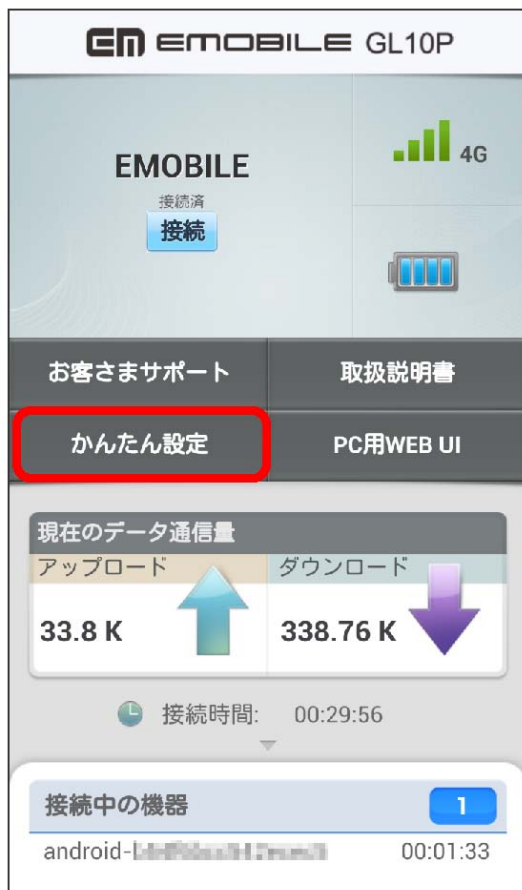 EM EMOBILE GL10P
EMOBILE
4G
接続済
接続
お客さまサポート 取扱説明書
かんたん設定 PC用WEB UI
現在のデータ通信量
アップロード ダウンロード
33.8 K 338.76 K
接続時間: 00:29:56
接続中の機器 1
android- 00:01:33